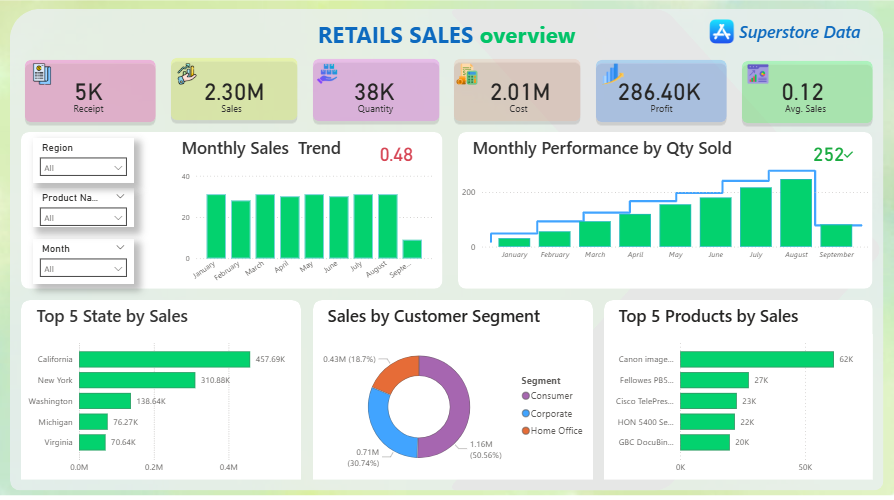 RETAILS SALES overview
Superstore Data
5K
Receipt
2.30M
Sales
38K
Quantity
2.01M
Cost
286.40K
Profit
0.12
Avg. Sales
Region
All
Product Na...
All
Month
All
Monthly Sales Trend
0.48
40
20
0
January
February
March
April
May
June
July
August
Septe...
Monthly Performance by Qty Sold
252
200
0
January
February
March
April
May
June
July
August
September
Top 5 State by Sales
California
457.69K
New York
310.88K
Washington
138.64K
Michigan
76.27K
Virginia
70.64K
0.0M
0.2M
0.4M
Sales by Customer Segment
0.43M (18.7%)
0.71M
(30.74%)
1.16M
(50.56%)
Segment
Consumer
Corporate
Home Office
Top 5 Products by Sales
Canon image...
62K
Fellowes PB5...
27K
Cisco TelePres...
23K
HON 5400 Se...
22K
GBC DocuBin...
20K
0K
50K